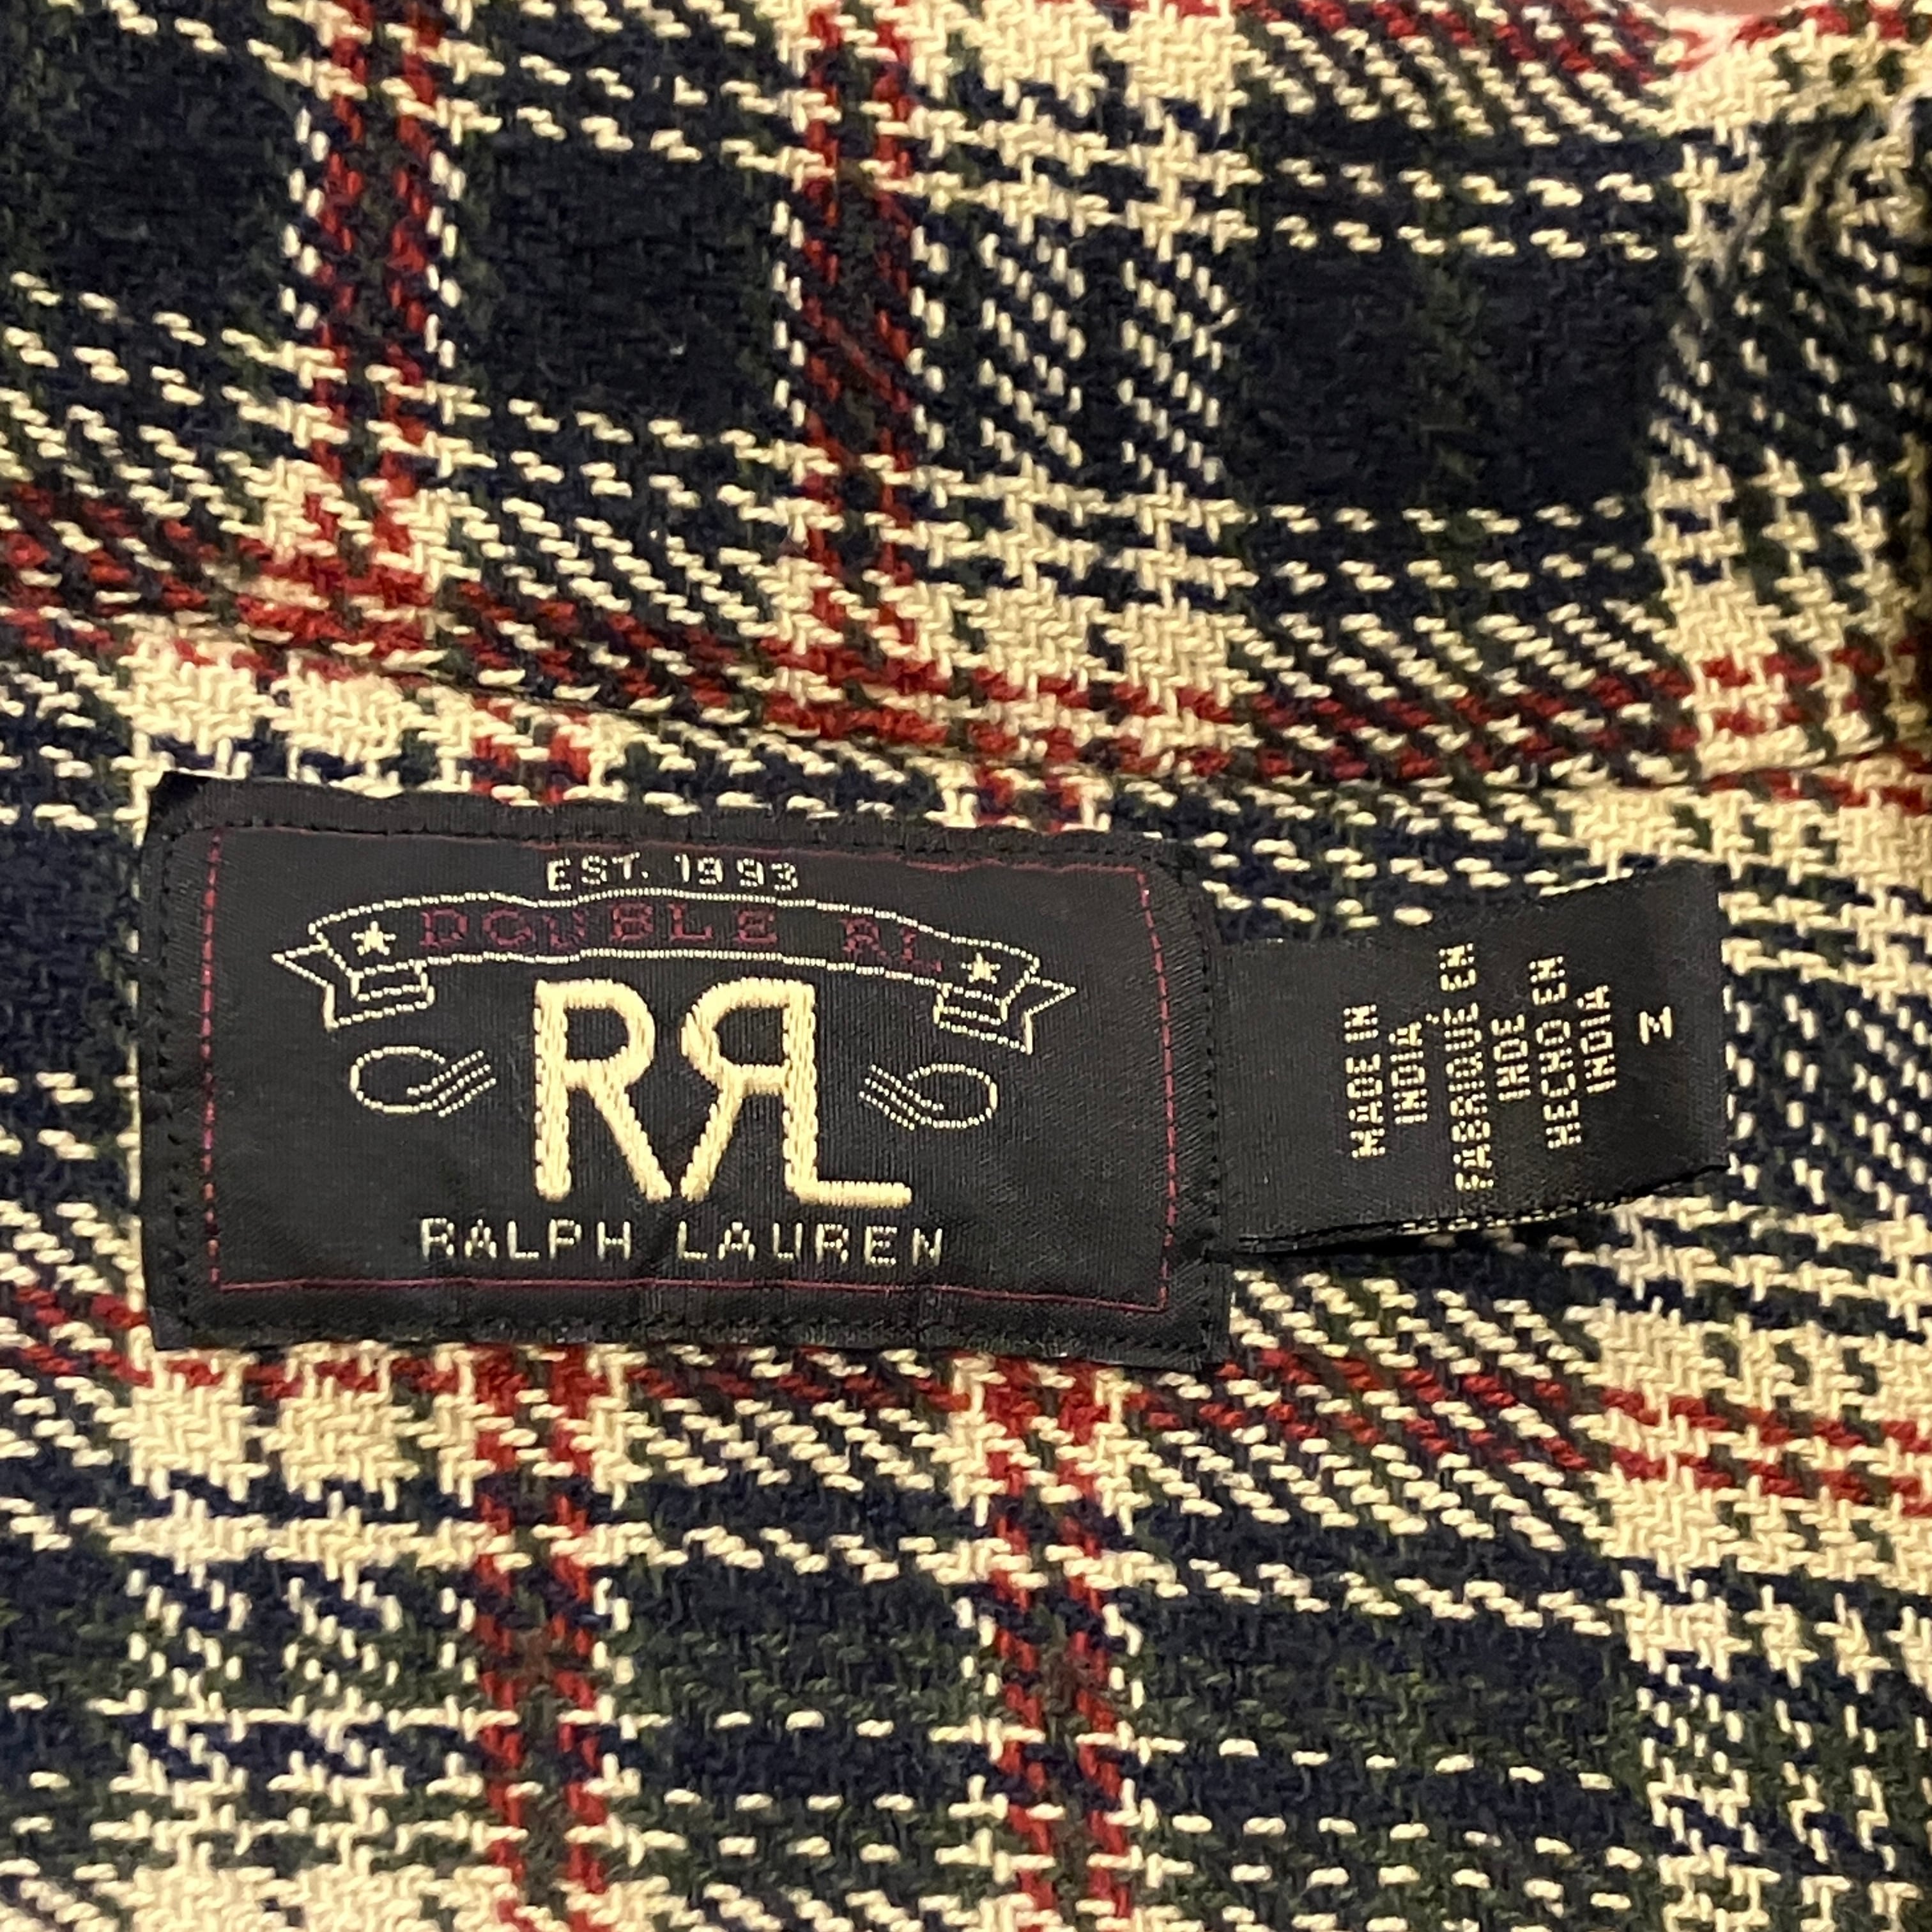 EST. 1993
DOUBLE RL
RRL
RALPH LAUREN
MADE IN
INDIA
FABRIQUÉ EN
INDE
HECHO EN
INDIA
M